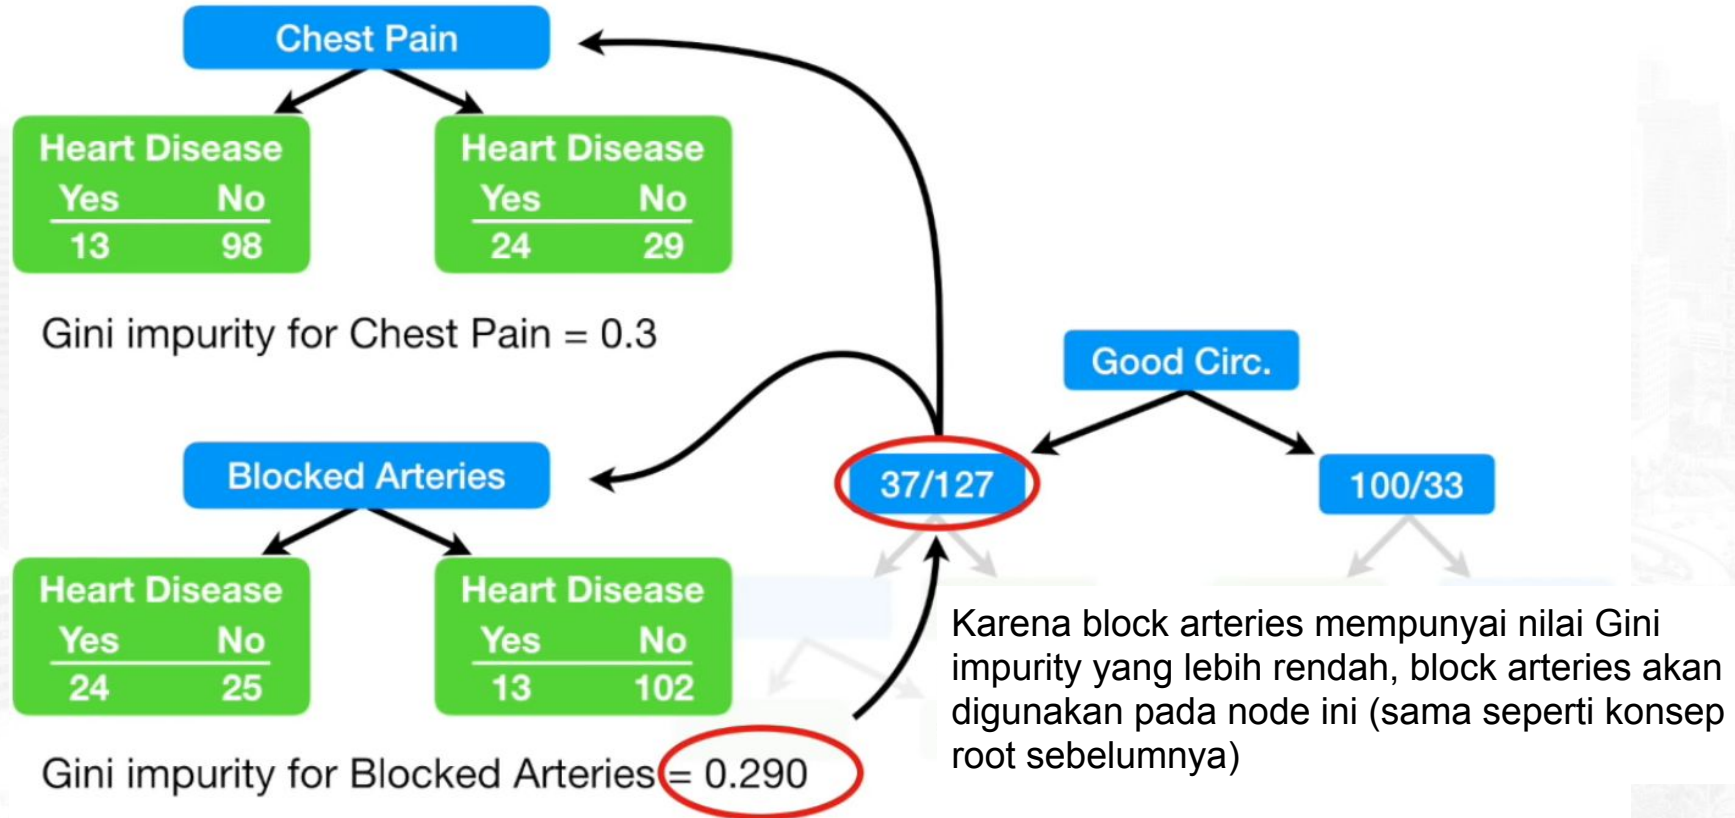 Chest Pain
Heart Disease
Yes No
13 98
Heart Disease
Yes No
24 29
Gini impurity for Chest Pain = 0.3
Good Circ.
37/127
100/33
Blocked Arteries
Heart Disease
Yes No
24 25
Heart Disease
Yes No
13 102
Gini impurity for Blocked Arteries = 0.290
Karena block arteries mempunyai nilai Gini
impurity yang lebih rendah, block arteries akan
digunakan pada node ini (sama seperti konsep
root sebelumnya)